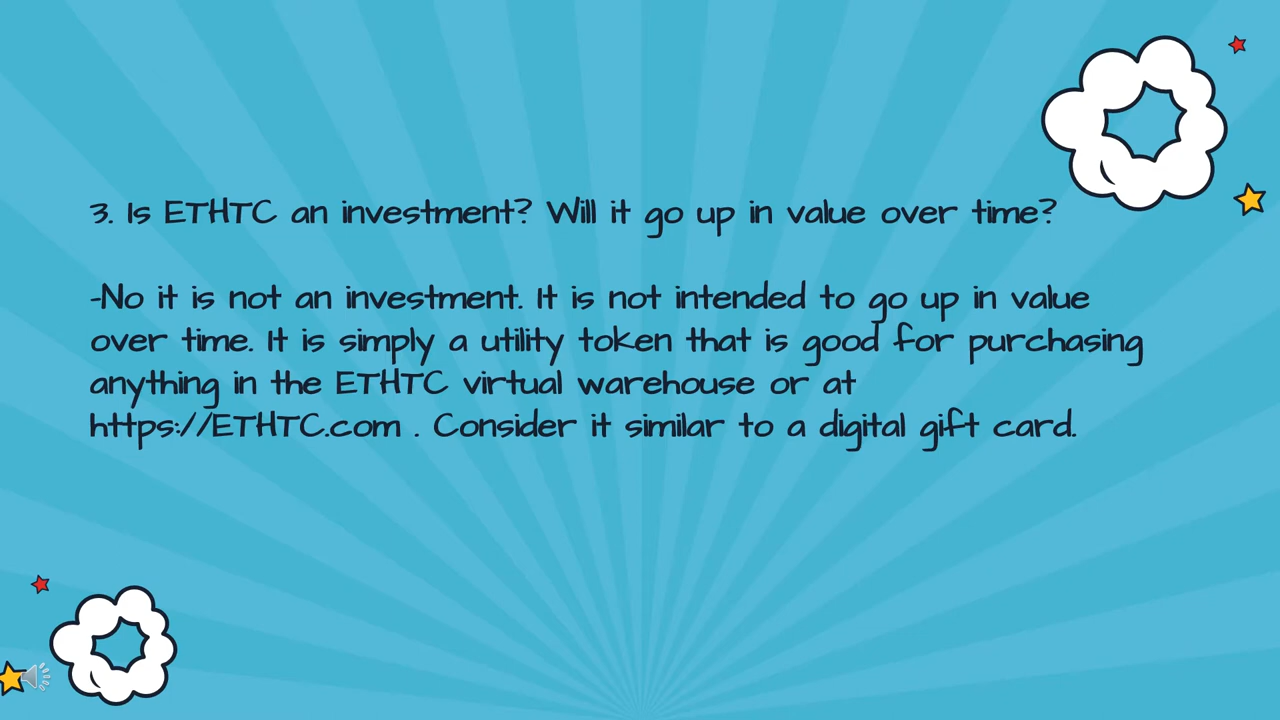 3. Is ETHTC an investment? Will it go up in value over time?
-No it is not an investment. It is not intended to go up in value
over time. It is simply a utility token that is good for purchasing
anything in the ETHTC virtual warehouse or at
https://ETHTC.com . Consider it similar to a digital gift card.